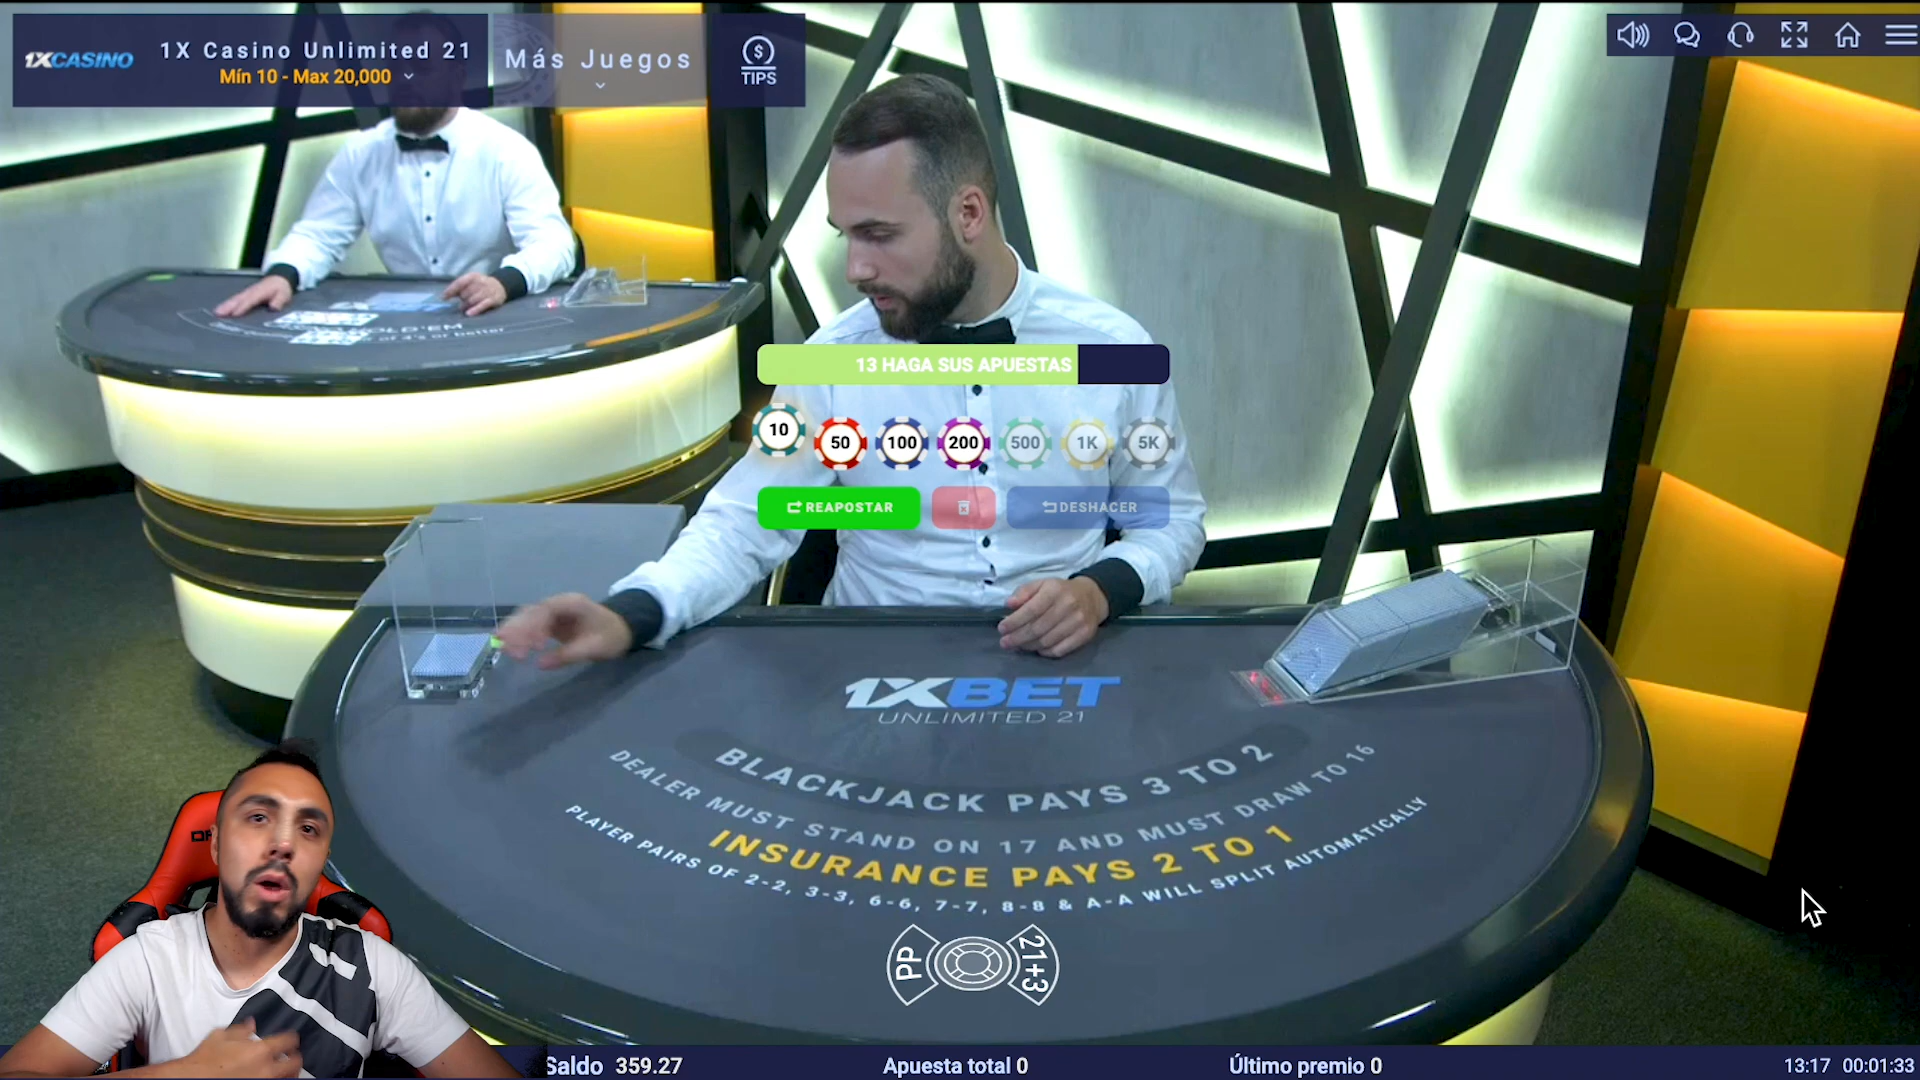 1XCASINO
1X Casino Unlimited 21
Mín 10 - Max 20,000
Más Juegos
$
TIPS
13 HAGA SUS APUESTAS
10 50 100 200 500 1K 5K
REAPOSTAR
DESHACER
1XBET
UNLIMITED 21
BLACKJACK PAYS 3 TO 2
DEALER MUST STAND ON 17 AND MUST DRAW TO 16
INSURANCE PAYS 2 TO 1
PLAYER PAIRS OF 2-2, 3-3, 6-6, 7-7, 8-8 & A-A WILL SPLIT AUTOMATICALLY
PP
21+3
Saldo 359.27
Apuesta total 0
Último premio 0
13:17 00:01:33